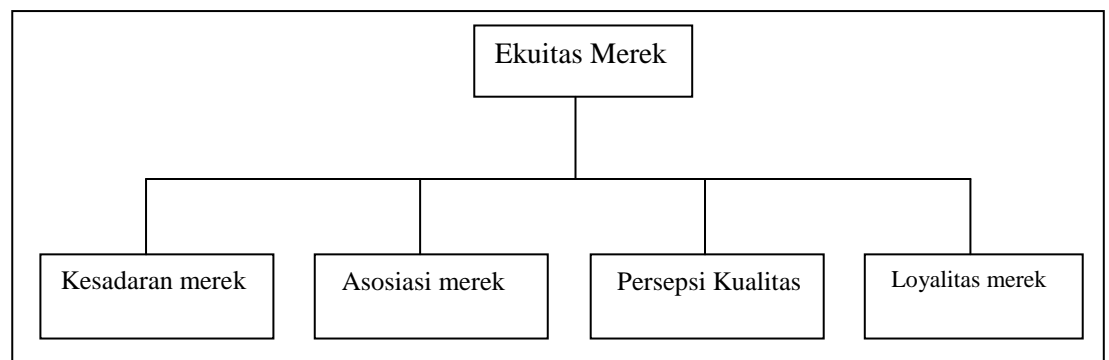 Ekuitas Merek
Kesadaran merek
Asosiasi merek
Persepsi Kualitas
Loyalitas merek